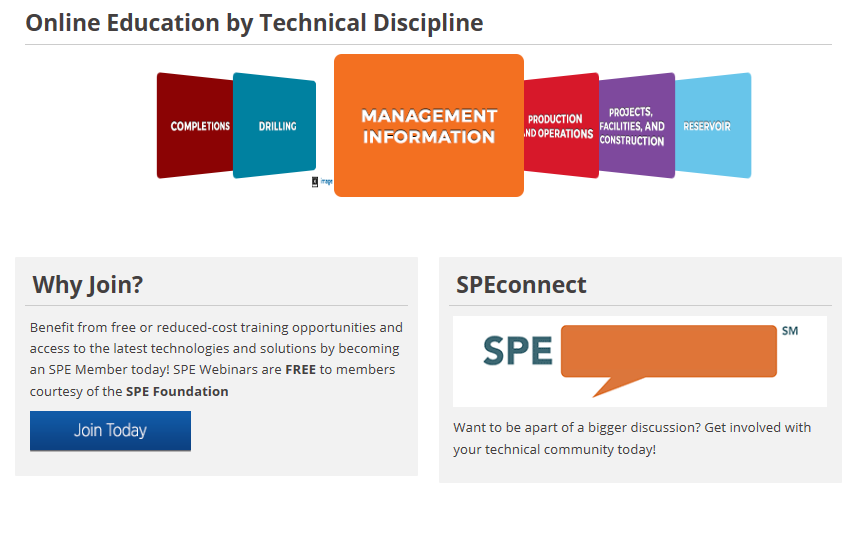 Online Education by Technical Discipline
COMPLETIONS
DRILLING
image
MANAGEMENT
INFORMATION
PRODUCTION
AND OPERATIONS
PROJECTS,
FACILITIES, AND
CONSTRUCTION
RESERVOIR
Why Join?
Benefit from free or reduced-cost training opportunities and
access to the latest technologies and solutions by becoming
an SPE Member today! SPE Webinars are FREE to members
courtesy of the SPE Foundation
Join Today
SPEconnect
SPE
SM
Want to be apart of a bigger discussion? Get involved with
your technical community today!